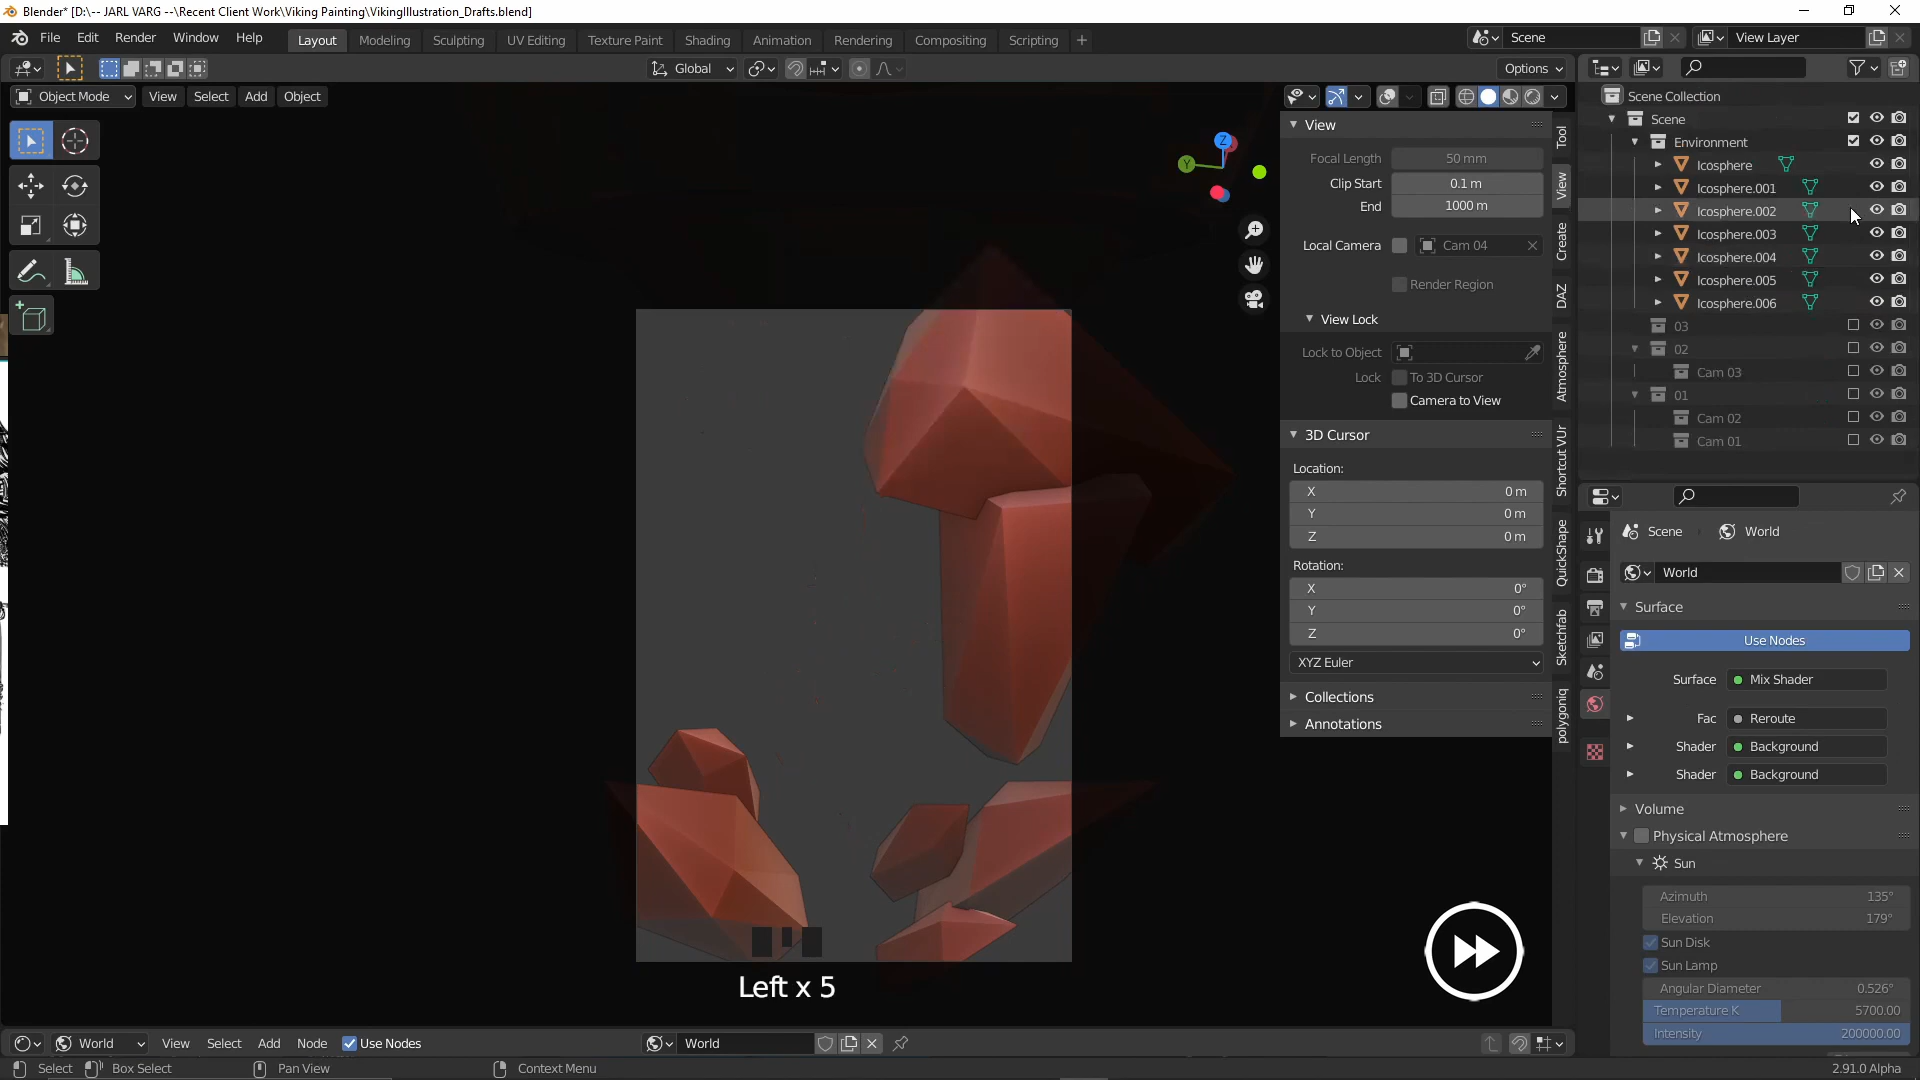 Blender* [D:\-- JARL VARG --\Recent Client Work\Viking Painting\VikingIllustration_Drafts.blend]
File Edit Render Window Help
Layout Modeling Sculpting UV Editing Texture Paint Shading Animation Rendering Compositing Scripting +
Scene
View Layer
Global
Options
Object Mode View Select Add Object
View
Focal Length 50 mm
Clip Start 0.1 m
End 1000 m
Local Camera Cam 04
Render Region
View Lock
Lock to Object
Lock To 3D Cursor
Camera to View
3D Cursor
Location:
X 0 m
Y 0 m
Z 0 m
Rotation:
X 0°
Y 0°
Z 0°
XYZ Euler
Collections
Annotations
Tool
View
Create
DAZ
Atmosphere
Shortcut VUr
QuickShape
Sketchfab
polygoniq
Z
Y
Scene Collection
Scene
Environment
Icosphere
Icosphere.001
Icosphere.002
Icosphere.003
Icosphere.004
Icosphere.005
Icosphere.006
03
02
Cam 03
01
Cam 02
Cam 01
Scene World
World
Surface
Use Nodes
Surface Mix Shader
Fac Reroute
Shader Background
Shader Background
Volume
Physical Atmosphere
Sun
Azimuth 135°
Elevation 179°
Sun Disk
Sun Lamp
Angular Diameter 0.526°
Temperature K 5700.00
Intensity 200000.00
Left x 5
World View Select Add Node Use Nodes
World
Select Box Select Pan View Context Menu
2.91.0 Alpha